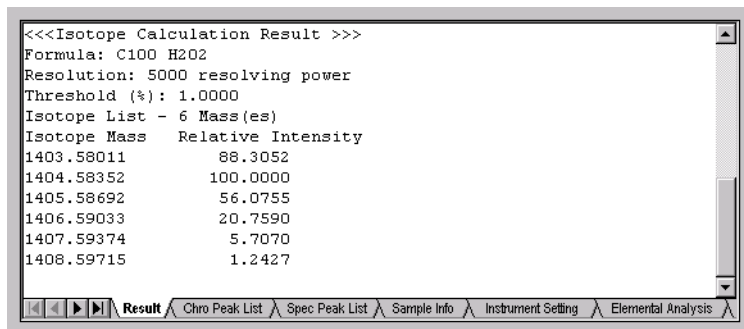 <<<Isotope Calculation Result >>>
Formula: C100 H202
Resolution: 5000 resolving power
Threshold (%): 1.0000
Isotope List - 6 Mass(es)
Isotope Mass Relative Intensity
1403.58011 88.3052
1404.58352 100.0000
1405.58692 56.0755
1406.59033 20.7590
1407.59374 5.7070
1408.59715 1.2427
Result Chro Peak List Spec Peak List Sample Info Instrument Setting Elemental Analysis